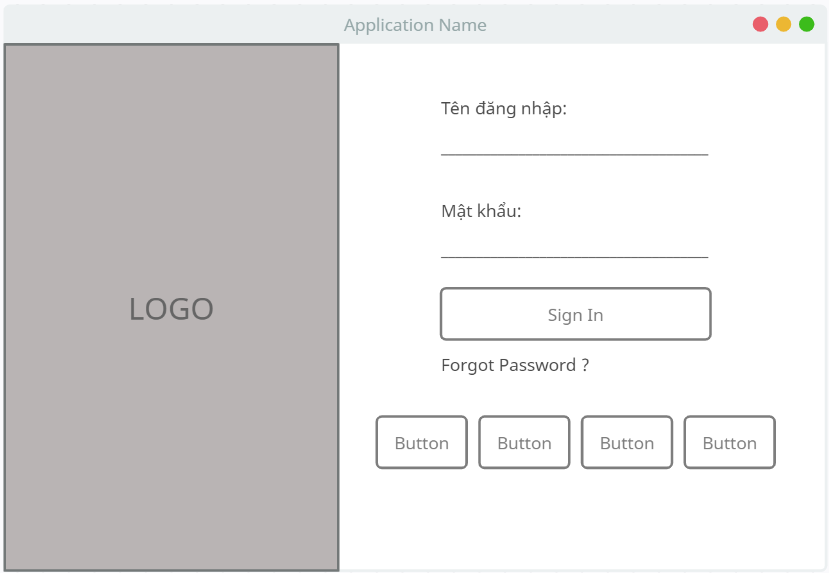 Application Name
LOGO
Tên đăng nhập:
Mật khẩu:
Sign In
Forgot Password ?
Button Button Button Button